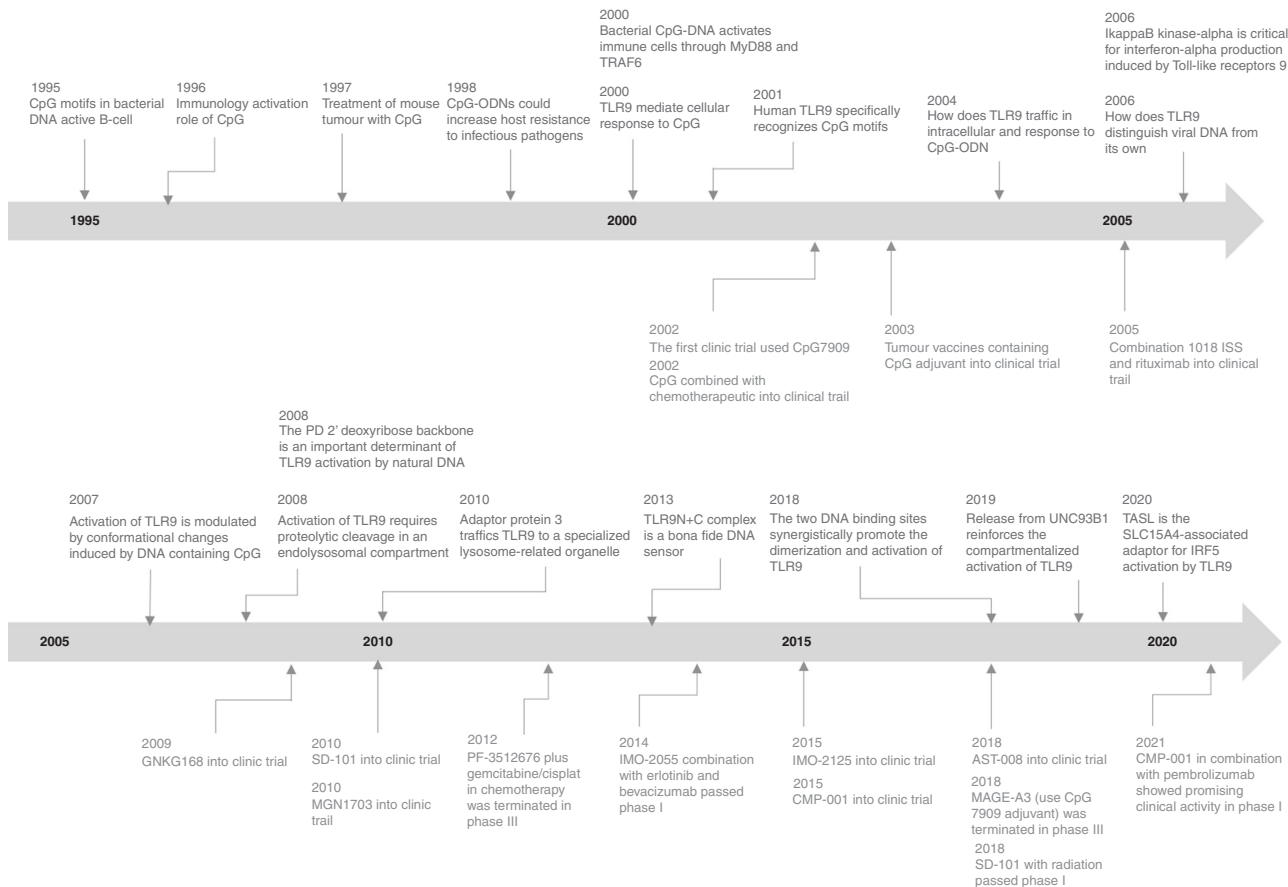 1995
CpG motifs in bacterial
DNA active B-cell
1996
Immunology activation
role of CpG
1997
Treatment of mouse
tumour with CpG
1998
CpG-ODNs could
increase host resistance
to infectious pathogens
2000
Bacterial CpG-DNA activates
immune cells through MyD88 and
TRAF6
2000
TLR9 mediate cellular
response to CpG
2001
Human TLR9 specifically
recognizes CpG motifs
2004
How does TLR9 traffic in
intracellular and response to
CpG-ODN
2006
IkappaB kinase-alpha is critical
for interferon-alpha production
induced by Toll-like receptors 9
2006
How does TLR9
distinguish viral DNA from
its own
1995
2000
2005
2002
The first clinic trial used CpG7909
2002
CpG combined with
chemotherapeutic into clinical trail
2003
Tumour vaccines containing
CpG adjuvant into clinical trial
2005
Combination 1018 ISS
and rituximab into clinical
trail
2007
Activation of TLR9 is modulated
by conformational changes
induced by DNA containing CpG
2008
The PD 2’ deoxyribose backbone
is an important determinant of
TLR9 activation by natural DNA
2008
Activation of TLR9 requires
proteolytic cleavage in an
endolysosomal compartment
2010
Adaptor protein 3
traffics TLR9 to a specialized
lysosome-related organelle
2013
TLR9N+C complex
is a bona fide DNA
sensor
2018
The two DNA binding sites
synergistically promote the
dimerization and activation of
TLR9
2019
Release from UNC93B1
reinforces the
compartmentalized
activation of TLR9
2020
TASL is the
SLC15A4-associated
adaptor for IRF5
activation by TLR9
2005
2010
2015
2020
2009
GNKG168 into clinic trial
2010
SD-101 into clinic trial
2010
MGN1703 into clinic
trail
2012
PF-3512676 plus
gemcitabine/cisplat
in chemotherapy
was terminated in
phase III
2014
IMO-2055 combination
with erlotinib and
bevacizumab passed
phase I
2015
IMO-2125 into clinic trial
2015
CMP-001 into clinic trial
2018
AST-008 into clinic trial
2018
MAGE-A3 (use CpG
7909 adjuvant) was
terminated in phase III
2018
SD-101 with radiation
passed phase I
2021
CMP-001 in combination
with pembrolizumab
showed promising
clinical activity in phase I